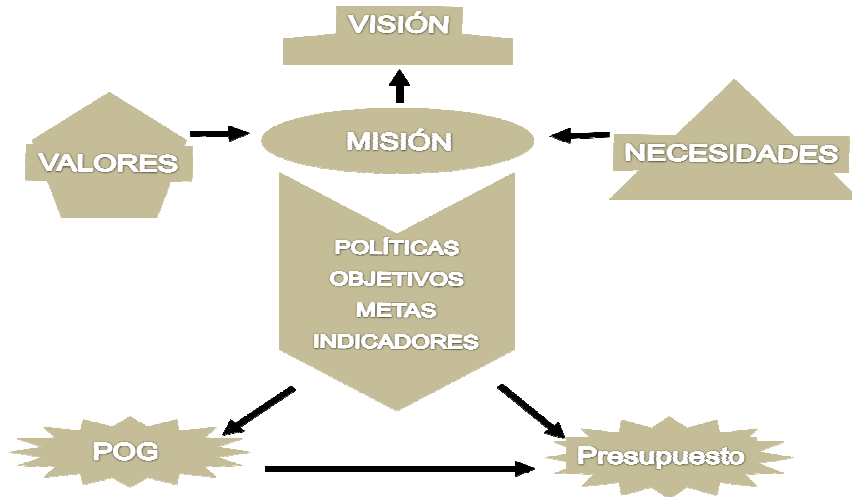 VISIÓN
MISIÓN
VALORES
NECESIDADES
POLÍTICAS
OBJETIVOS
METAS
INDICADORES
POG
Presupuesto